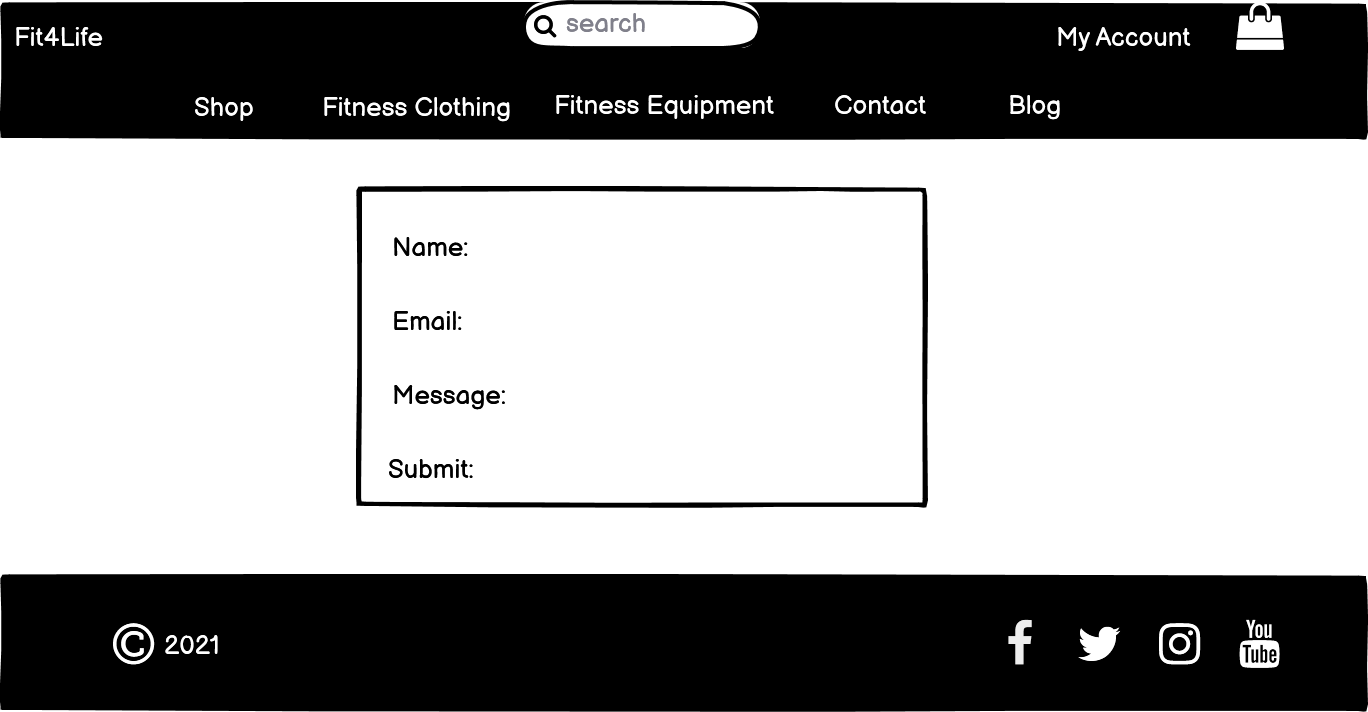 Fit4Life
search
My Account
Shop Fitness Clothing Fitness Equipment Contact Blog
Name:
Email:
Message:
Submit:
© 2021
You
Tube